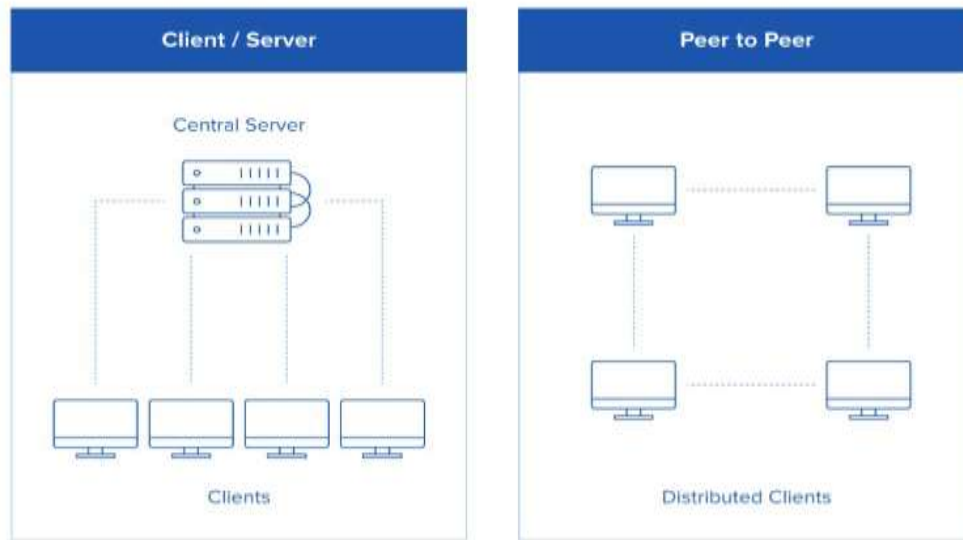 Client / Server
Central Server
Clients
Peer to Peer
Distributed Clients